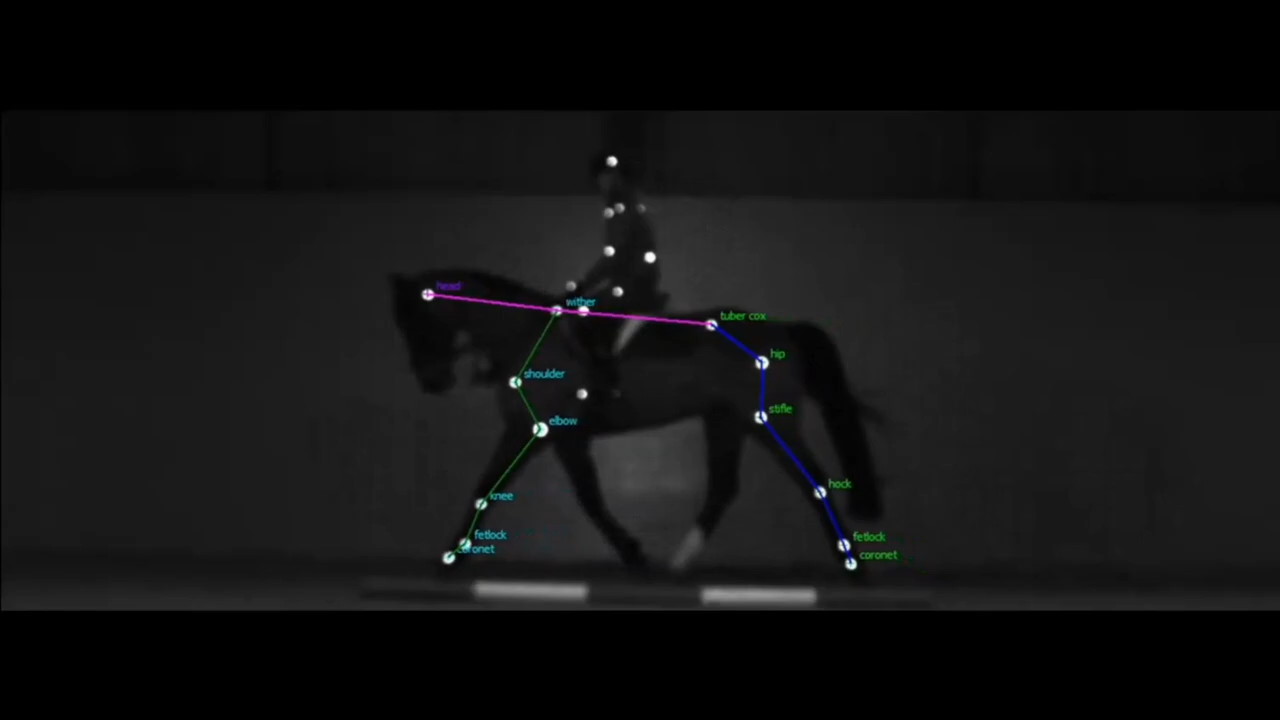 head
wither
tuber cox
hip
shoulder
stifle
elbow
hock
knee
fetlock
coronet
fetlock
coronet